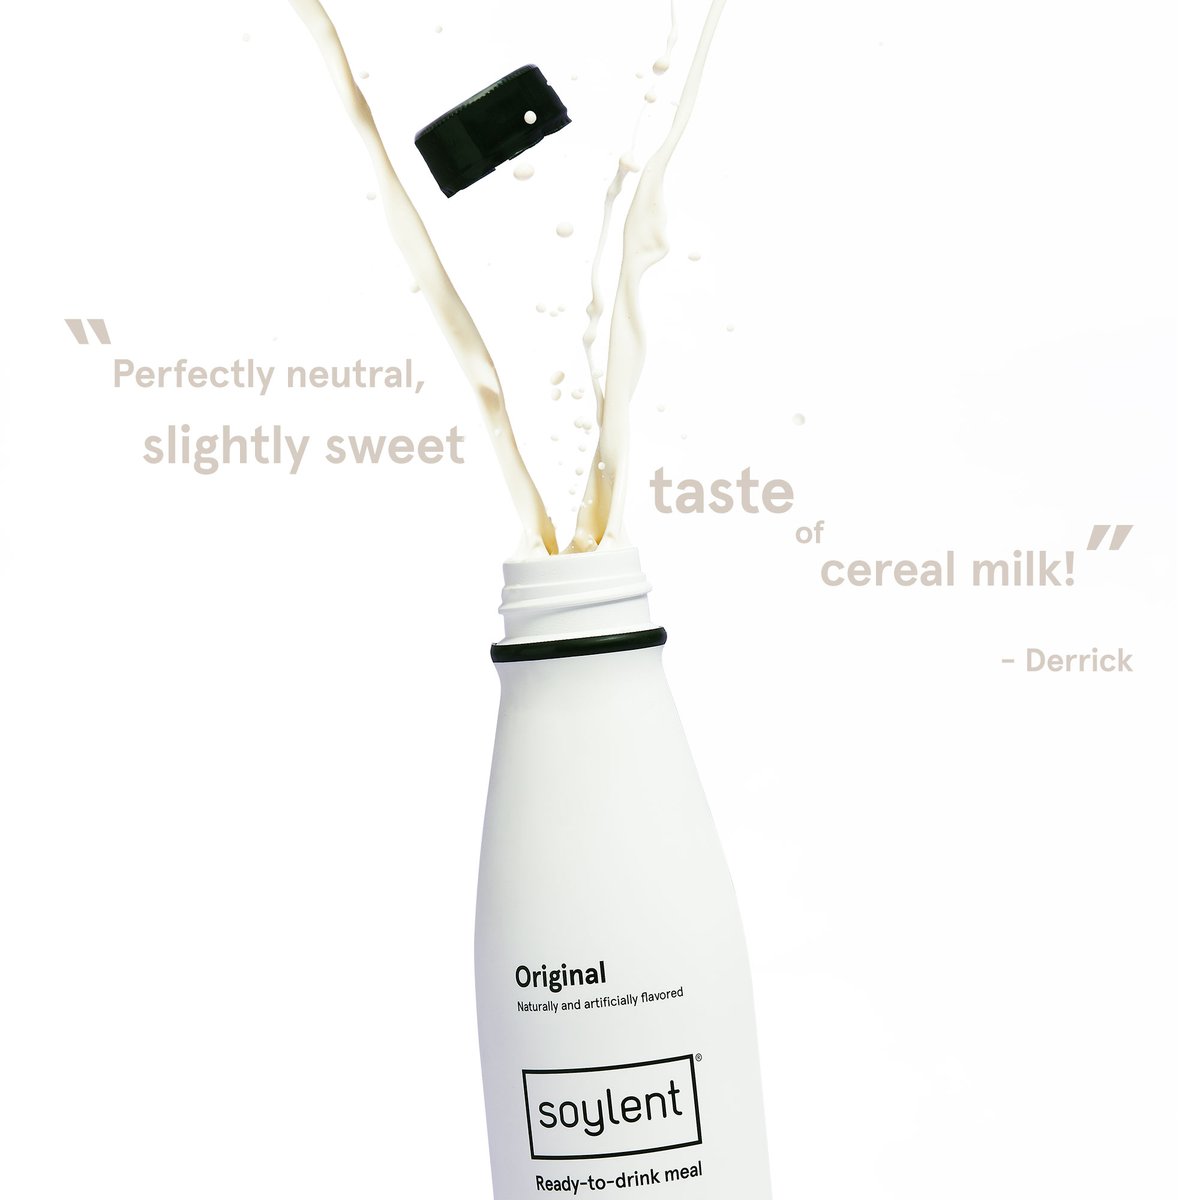 "Perfectly neutral,
slightly sweet
taste
of
cereal milk!"
- Derrick
Original
Naturally and artificially flavored
soylent®
Ready-to-drink meal